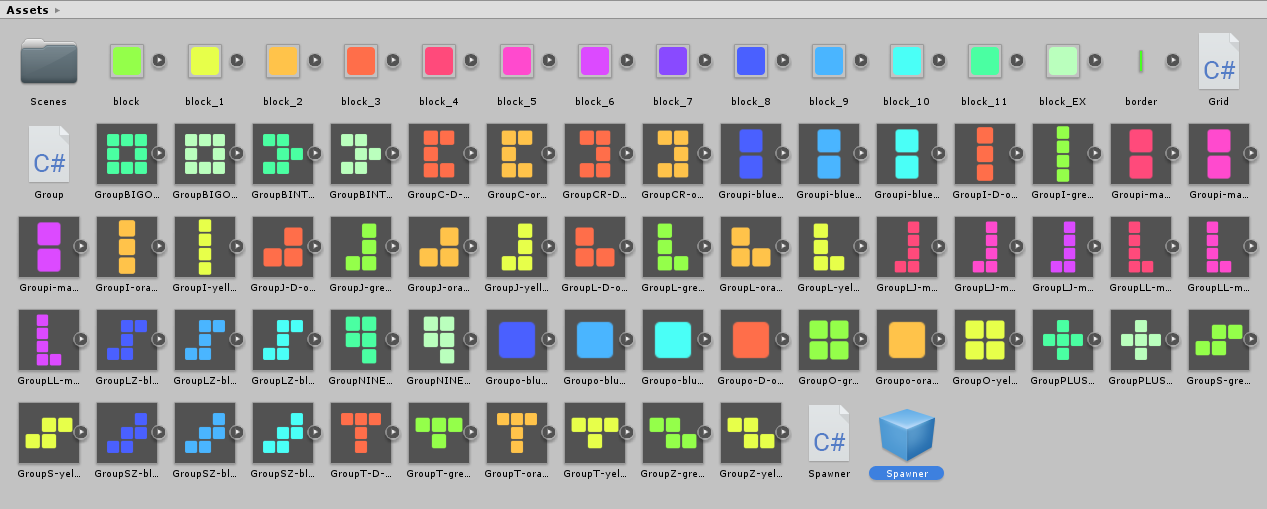 Assets
Scenes block block_1 block_2 block_3 block_4 block_5 block_6 block_7 block_8 block_9 block_10 block_11 block_EX border C# Grid
C# Group GroupBIGO... GroupBIGO... GroupBINT... GroupBINT... GroupC-D-... GroupC-or... GroupCR-D... GroupCR-o... Groupi-blue... Groupi-blue... Groupi-blue... GroupI-D-o... GroupI-gre... Groupi-ma... Groupi-ma...
Groupi-ma... GroupI-ora... GroupI-yell... GroupJ-D-o... GroupJ-gre... GroupJ-ora... GroupJ-yell... GroupL-D-o... GroupL-gre... GroupL-ora... GroupL-yell... GroupLJ-m... GroupLJ-m... GroupLJ-m... GroupLL-m... GroupLL-m...
GroupLL-m... GroupLZ-bl... GroupLZ-bl... GroupLZ-bl... GroupNINE... GroupNINE... Groupo-blu... Groupo-blu... Groupo-blu... Groupo-D-o... GroupO-gr... Groupo-ora... GroupO-yel... GroupPLUS... GroupPLUS... GroupS-gre...
GroupS-yel... GroupSZ-bl... GroupSZ-bl... GroupSZ-bl... GroupT-D-... GroupT-gre... GroupT-ora... GroupT-yell... GroupZ-gre... GroupZ-yel... C# Spawner Spawner